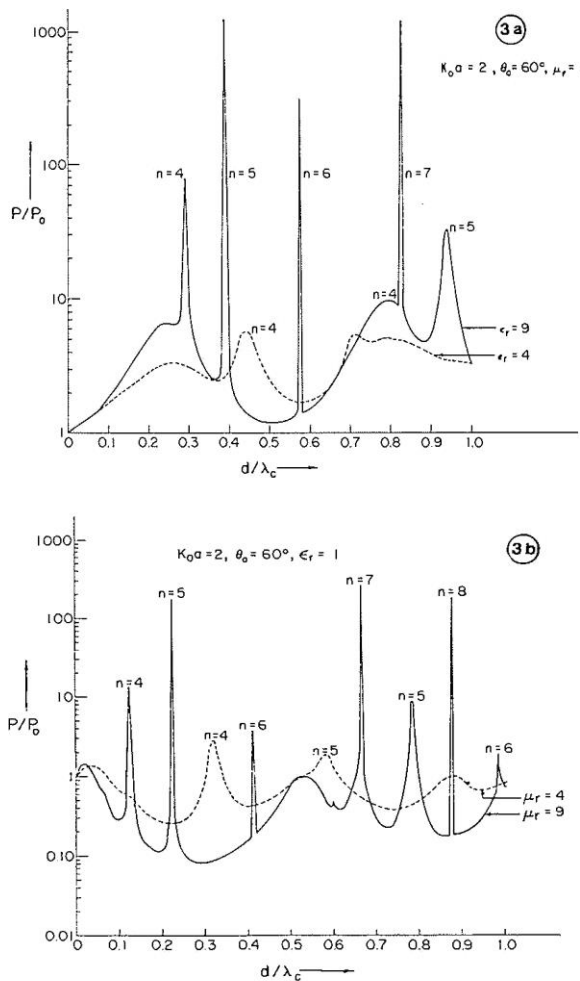 3a
K₀a = 2 , θ₀ = 60°, μᵣ =
1000
100
10
1
P/P₀
n=4
n=5
n=6
n=7
n=5
n=4
n=4
ϵᵣ = 9
ϵᵣ = 4
0 0.1 0.2 0.3 0.4 0.5 0.6 0.7 0.8 0.9 1.0
d/λc
3b
K₀a = 2, θ₀ = 60°, ϵᵣ = 1
1000
100
10
1
0.10
0.01
P/P₀
n=4
n=5
n=4
n=6
n=5
n=7
n=5
n=8
n=6
μᵣ = 4
μᵣ = 9
0 0.1 0.2 0.3 0.4 0.5 0.6 0.7 0.8 0.9 1.0
d/λc